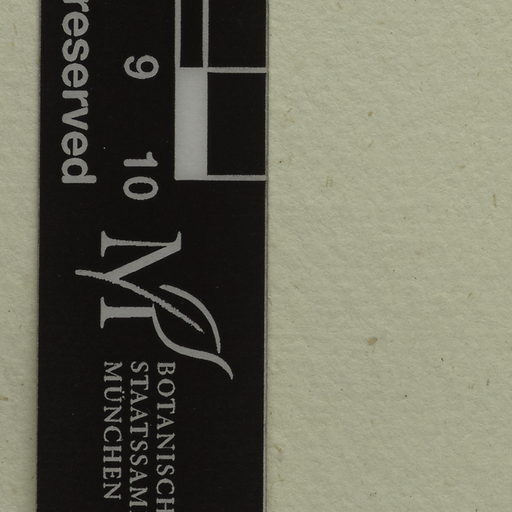 reserved
9
10
M
BOTANISCH
STAATSSAM
MÜNCHEN